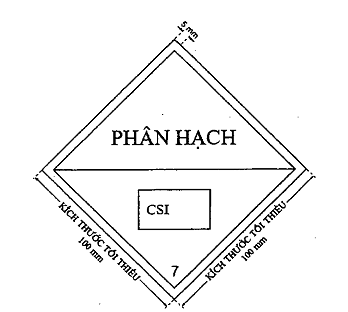 5 mm
PHÂN HẠCH
CSI
7
KÍCH THƯỚC TỐI THIỂU
100 mm
KÍCH THƯỚC TỐI THIỂU
100 mm